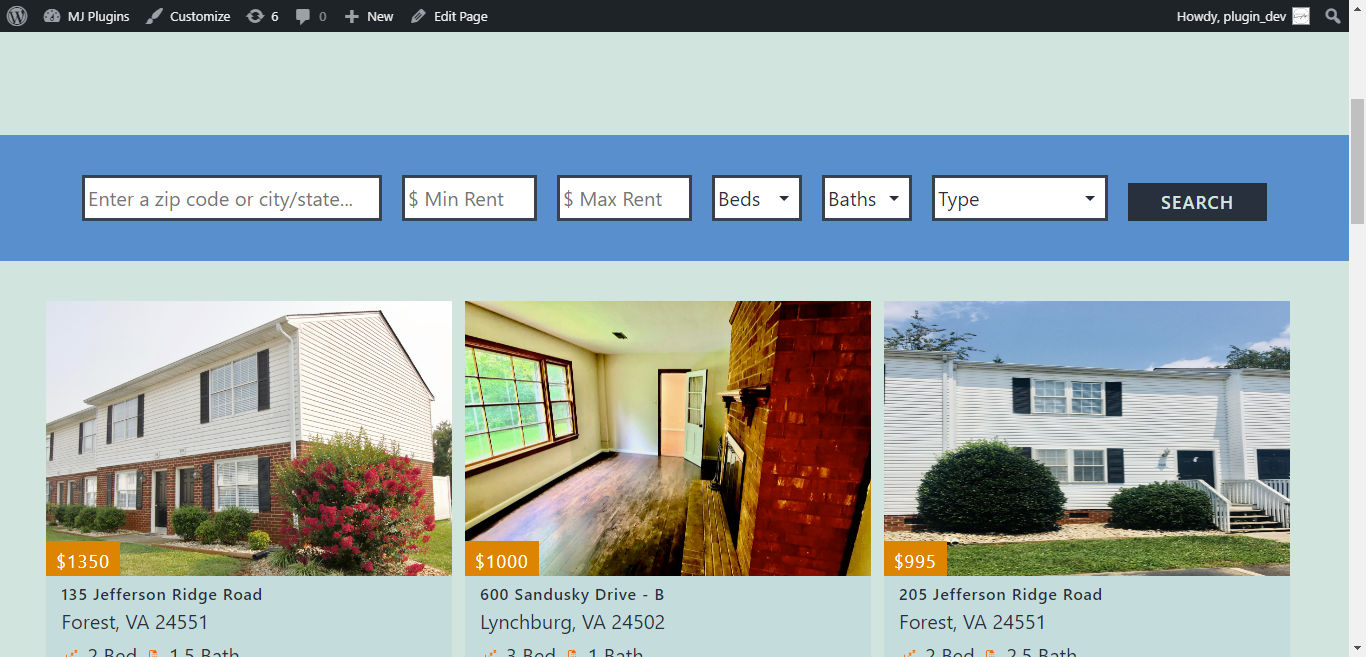 MJ Plugins Customize 6 0 New Edit Page Howdy, plugin_dev
Enter a zip code or city/state... $ Min Rent $ Max Rent Beds Baths Type SEARCH
$1350 $1000 $995
135 Jefferson Ridge Road 600 Sandusky Drive - B 205 Jefferson Ridge Road
Forest, VA 24551 Lynchburg, VA 24502 Forest, VA 24551
2 Bed 1.5 Bath 3 Bed 1 Bath 2 Bed 2.5 Bath